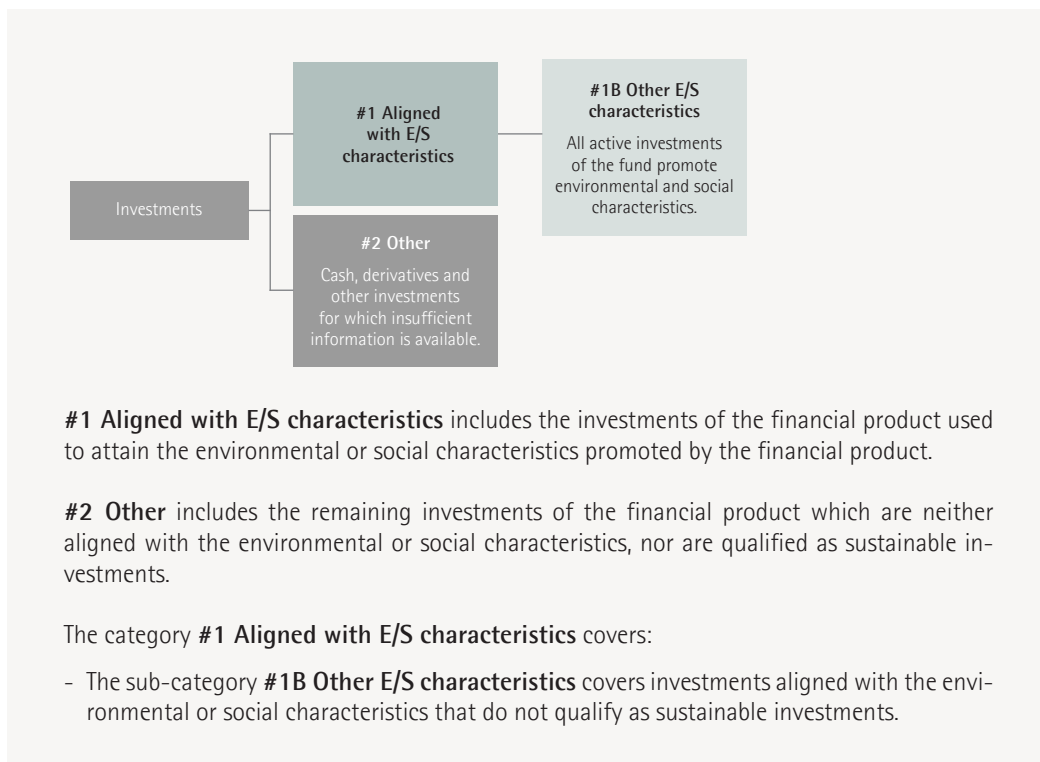 #1 Aligned
with E/S
characteristics
#1B Other E/S
characteristics
All active investments
of the fund promote
environmental and social
characteristics.
Investments
#2 Other
Cash, derivatives and
other investments
for which insufficient
information is available.
#1 Aligned with E/S characteristics includes the investments of the financial product used
to attain the environmental or social characteristics promoted by the financial product.
#2 Other includes the remaining investments of the financial product which are neither
aligned with the environmental or social characteristics, nor are qualified as sustainable in-
vestments.
The category #1 Aligned with E/S characteristics covers:
- The sub-category #1B Other E/S characteristics covers investments aligned with the envi-
ronmental or social characteristics that do not qualify as sustainable investments.